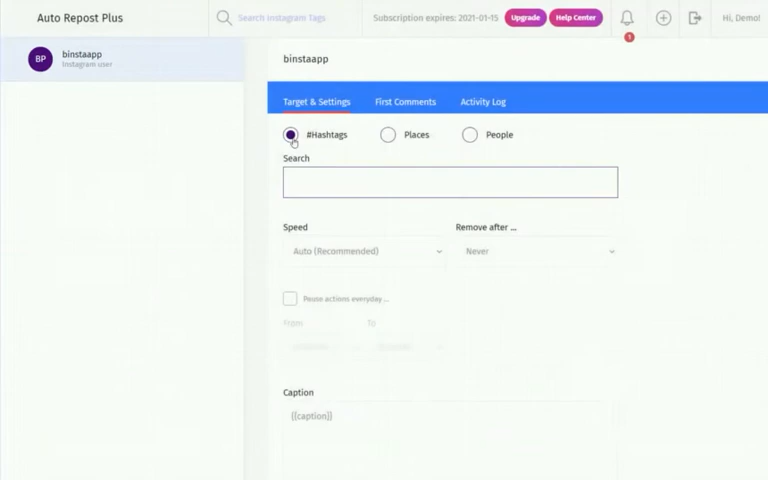 Auto Repost Plus
Search Instagram Tags
Subscription expires: 2021-01-15
Upgrade
Help Center
1
Hi, Demo!
BP
binstaapp
Instagram user
binstaapp
Target & Settings
First Comments
Activity Log
#Hashtags
Places
People
Search
Speed
Remove after ...
Auto (Recommended)
Never
Pause actions everyday ...
From
To
Caption
{{caption}}